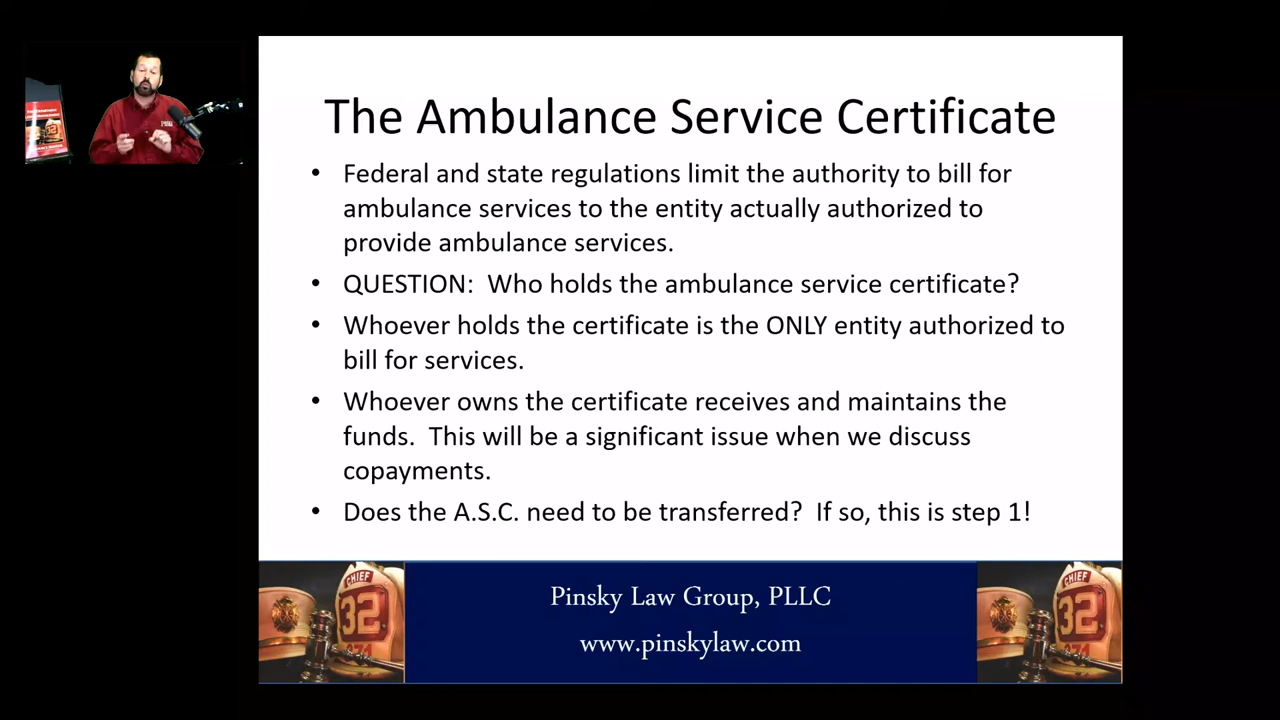 The Ambulance Service Certificate
• Federal and state regulations limit the authority to bill for
ambulance services to the entity actually authorized to
provide ambulance services.
• QUESTION:  Who holds the ambulance service certificate?
• Whoever holds the certificate is the ONLY entity authorized to
bill for services.
• Whoever owns the certificate receives and maintains the
funds.  This will be a significant issue when we discuss
copayments.
• Does the A.S.C. need to be transferred?  If so, this is step 1!
CHIEF
32
Pinsky Law Group, PLLC
www.pinskylaw.com
CHIEF
32